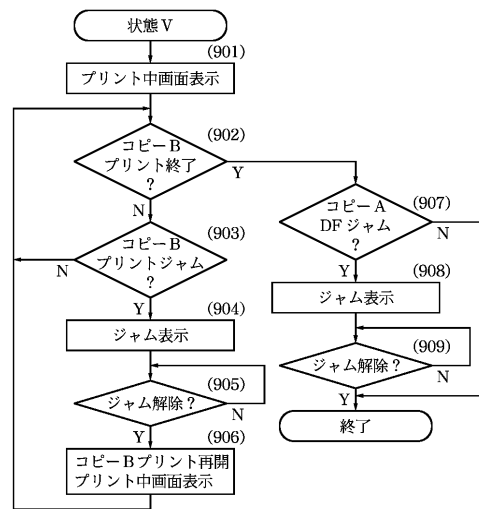 状態V
(901)
プリント中画面表示
(902)
コピーB
プリント終了
?
Y
N
(903)
コピーB
プリントジャム
?
N
Y
(904)
ジャム表示
(905)
ジャム解除?
N
Y
(906)
コピーBプリント再開
プリント中画面表示
(907)
コピーA
DFジャム
?
N
Y
(908)
ジャム表示
(909)
ジャム解除?
N
Y
終了